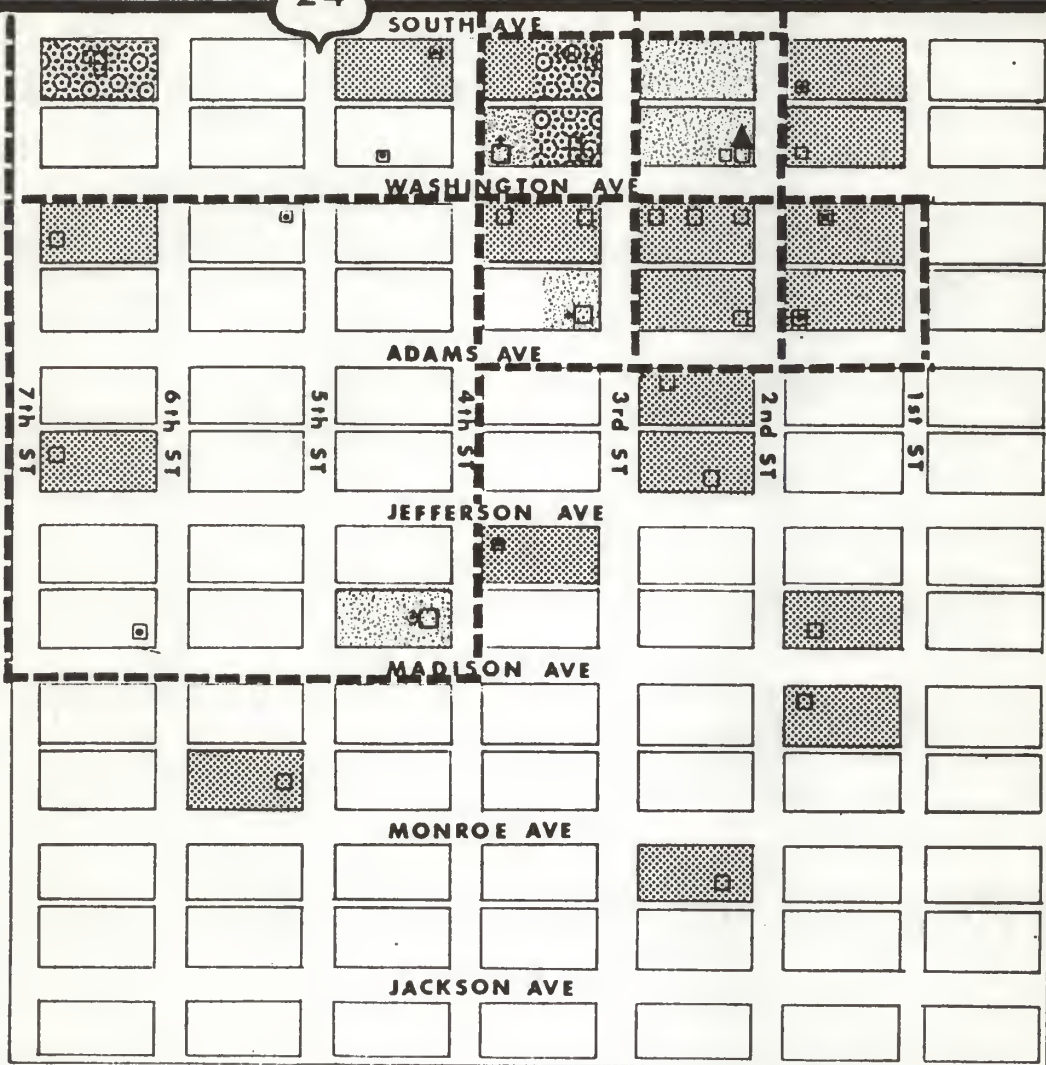 24
SOUTH AVE
WASHINGTON AVE
ADAMS AVE
7th ST
6th ST
5th ST
4th ST
3rd ST
2nd ST
1st ST
JEFFERSON AVE
MADISON AVE
MONROE AVE
JACKSON AVE